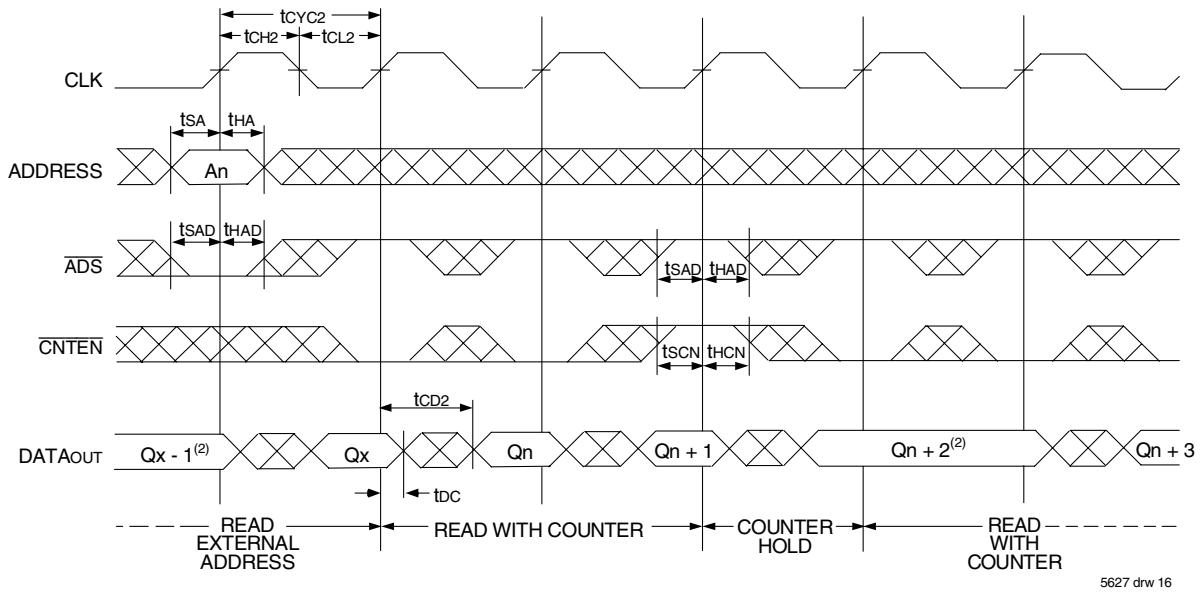 tCYC2
tCH2 tCL2
CLK
tSA tHA
ADDRESS An
tSAD tHAD
ADS
tSAD tHAD
CNTEN
tSCN tHCN
tCD2
DATAOUT Qx - 1(2) Qx Qn Qn + 1 Qn + 2(2) Qn + 3
tDC
READ EXTERNAL ADDRESS
READ WITH COUNTER
COUNTER HOLD
READ WITH COUNTER
5627 drw 16